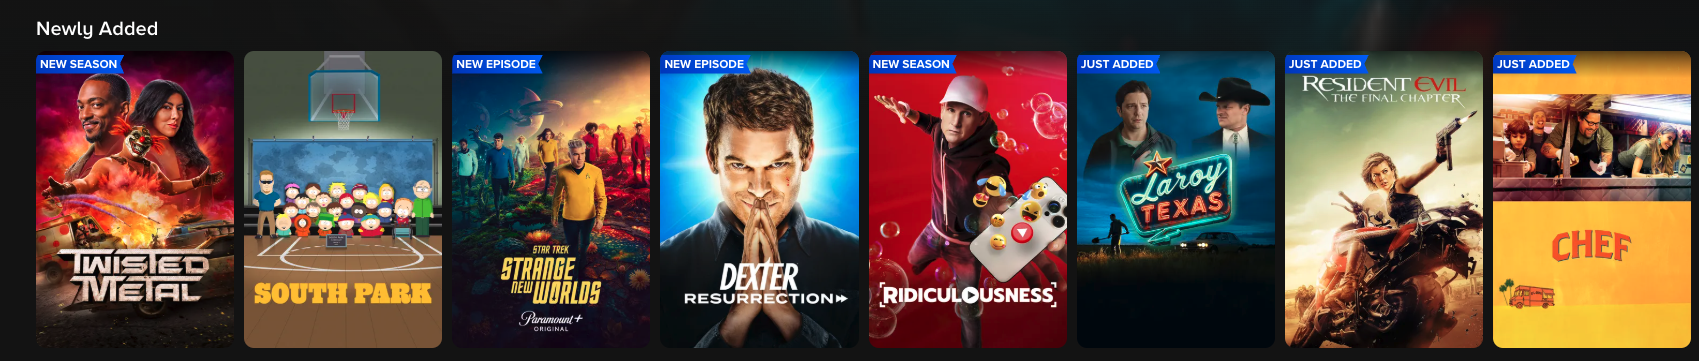 Newly Added
NEW SEASON
TWISTED
METAL
SOUTH PARK
NEW EPISODE
STAR TREK
STRANGE
NEW WORLDS
Paramount+
ORIGINAL
NEW EPISODE
DEXTER
RESURRECTION
NEW SEASON
RIDICULOUSNESS
JUST ADDED
Laroy
TEXAS
JUST ADDED
RESIDENT EVIL
THE FINAL CHAPTER
JUST ADDED
CHEF